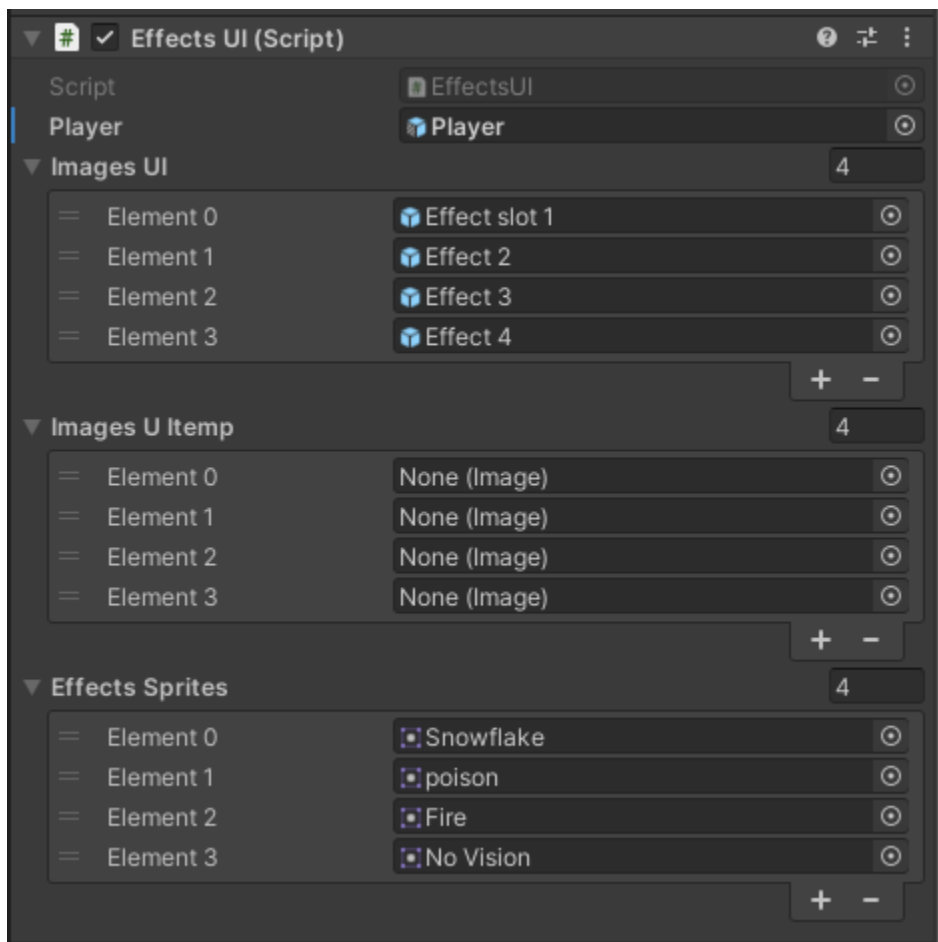 Effects UI (Script)
Script EffectsUI
Player Player
Images UI 4
Element 0 Effect slot 1
Element 1 Effect 2
Element 2 Effect 3
Element 3 Effect 4
+ −
Images U Itemp 4
Element 0 None (Image)
Element 1 None (Image)
Element 2 None (Image)
Element 3 None (Image)
+ −
Effects Sprites 4
Element 0 Snowflake
Element 1 poison
Element 2 Fire
Element 3 No Vision
+ −